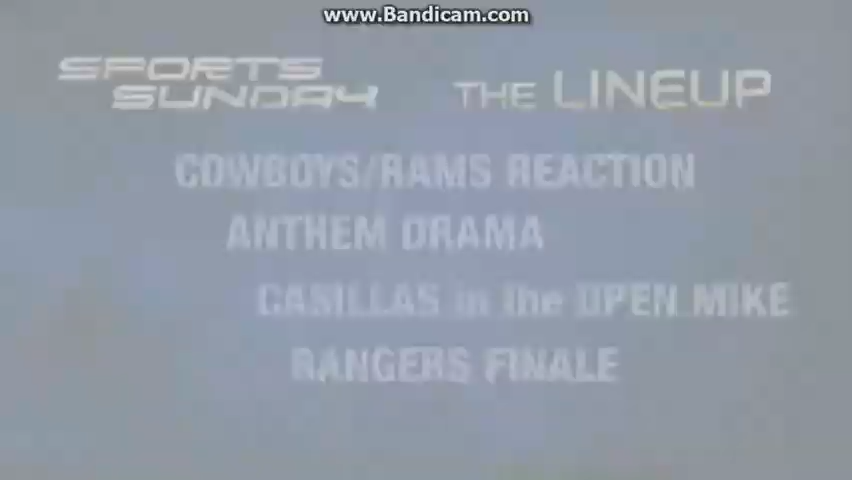 www.Bandicam.com
SPORTS
SUNDAY
THE LINEUP
COWBOYS/RAMS REACTION
ANTHEM DRAMA
CASILLAS in the OPEN MIKE
RANGERS FINALE